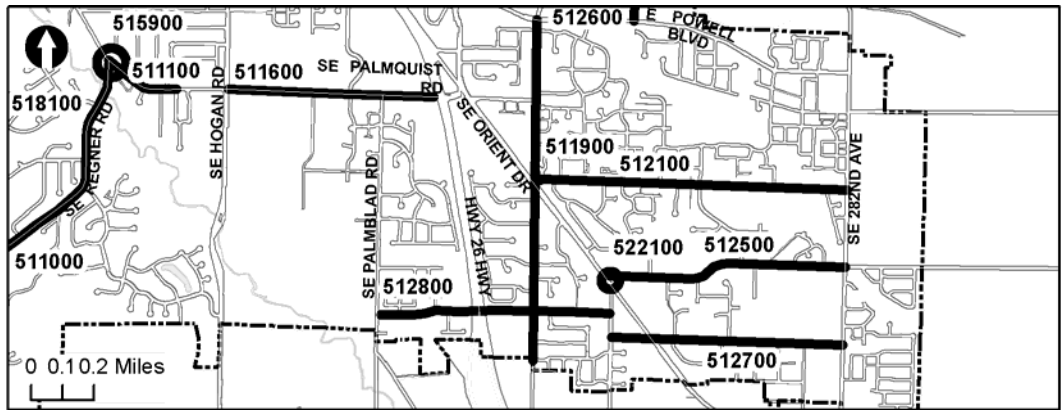 515900
512600
E POWELL
BLVD
511100
511600
SE PALMQUIST
RD
518100
SE HOGAN RD
SE ORIENT DR
SE REGNER RD
511900
512100
SE 282ND AVE
SE PALMBLAD RD
HWY 26 HWY
511000
522100
512500
512800
512700
0 0.1 0.2 Miles